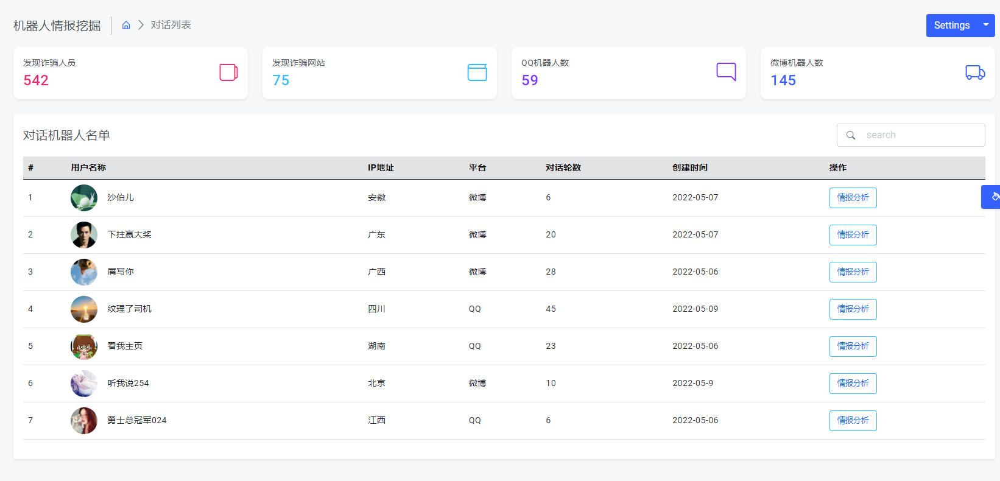 机器人情报挖掘 对话列表 Settings
发现诈骗人员 发现诈骗网站 QQ机器人数 微博机器人数
542 75 59 145
对话机器人名单 search
# 用户名称 IP地址 平台 对话轮数 创建时间 操作
1 沙伯儿 安徽 微博 6 2022-05-07 情报分析
2 下拄赢大桨 广东 微博 20 2022-05-07 情报分析
3 屑写你 广西 微博 28 2022-05-06 情报分析
4 纹理了司机 四川 QQ 45 2022-05-09 情报分析
5 看我主页 湖南 QQ 23 2022-05-06 情报分析
6 听我说254 北京 微博 10 2022-05-9 情报分析
7 勇士总冠军024 江西 QQ 6 2022-05-06 情报分析